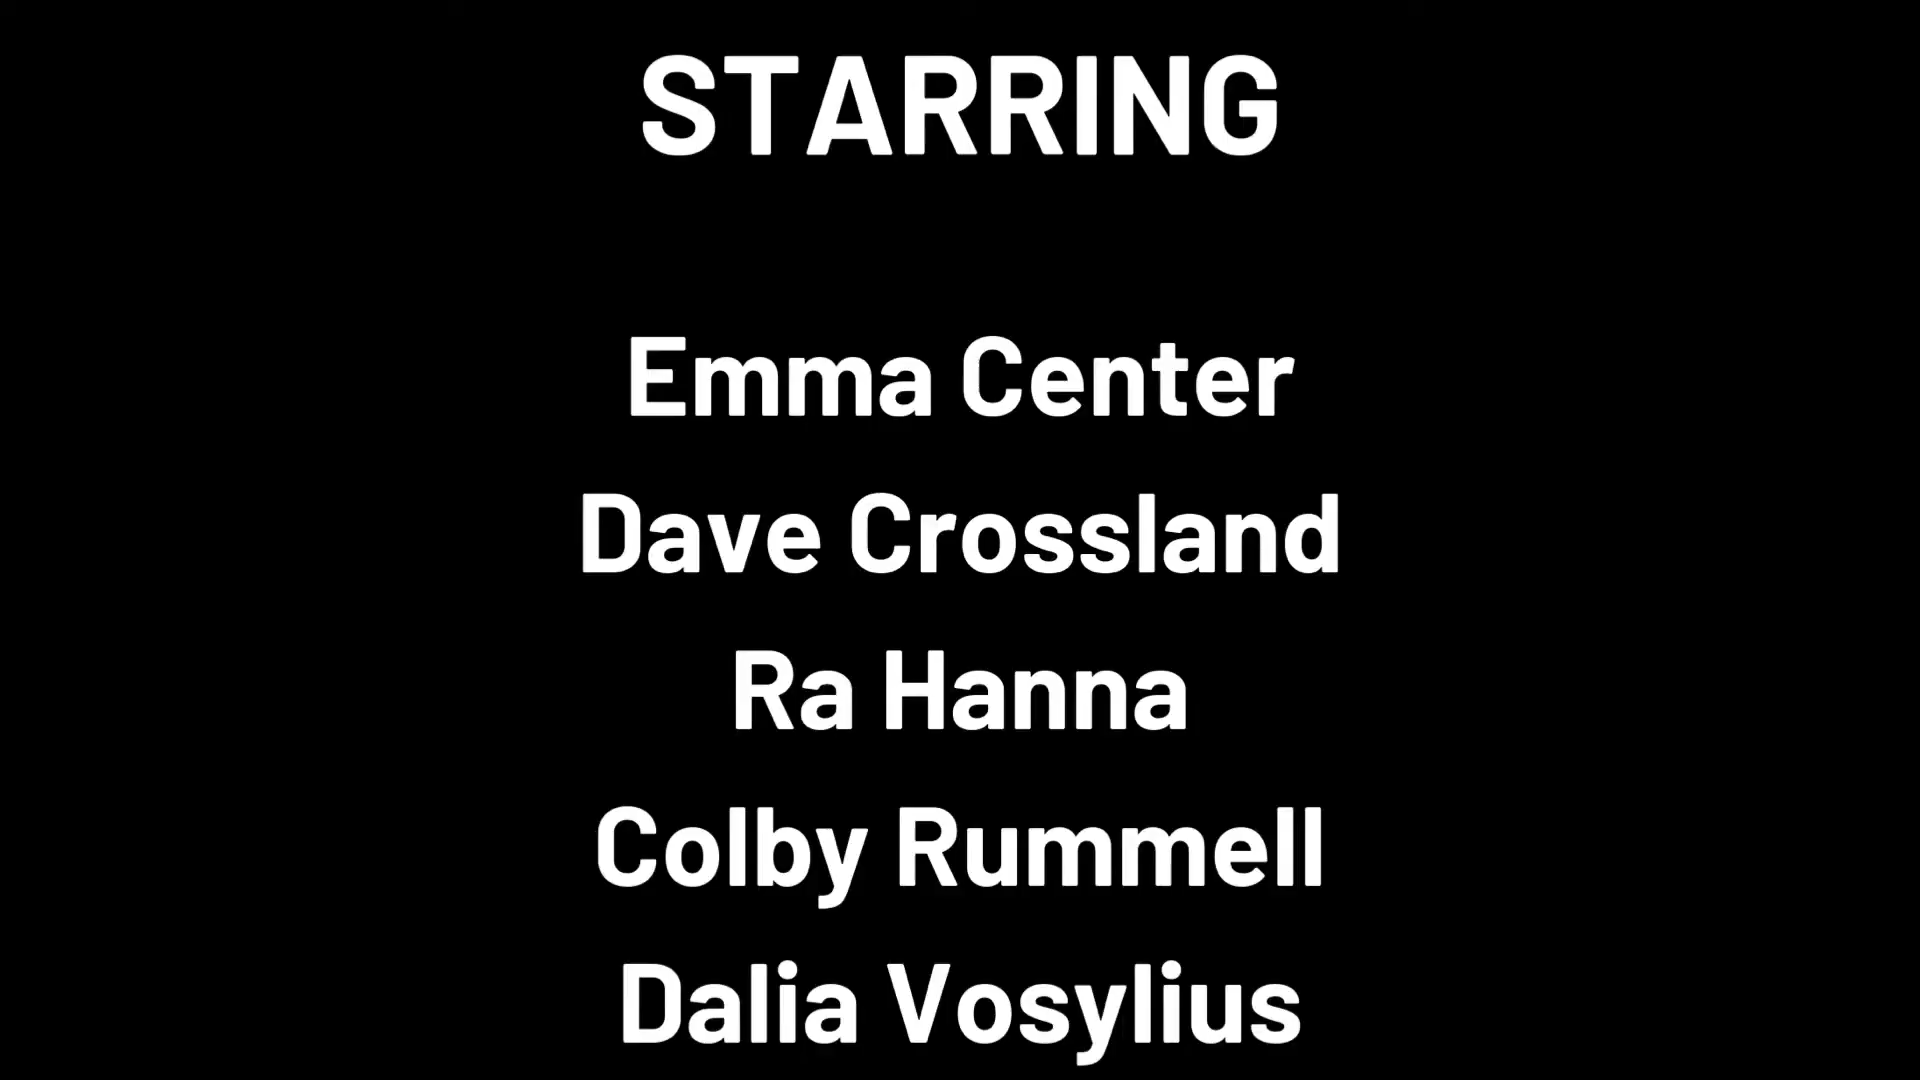 STARRING
Emma Center
Dave Crossland
Ra Hanna
Colby Rummell
Dalia Vosylius